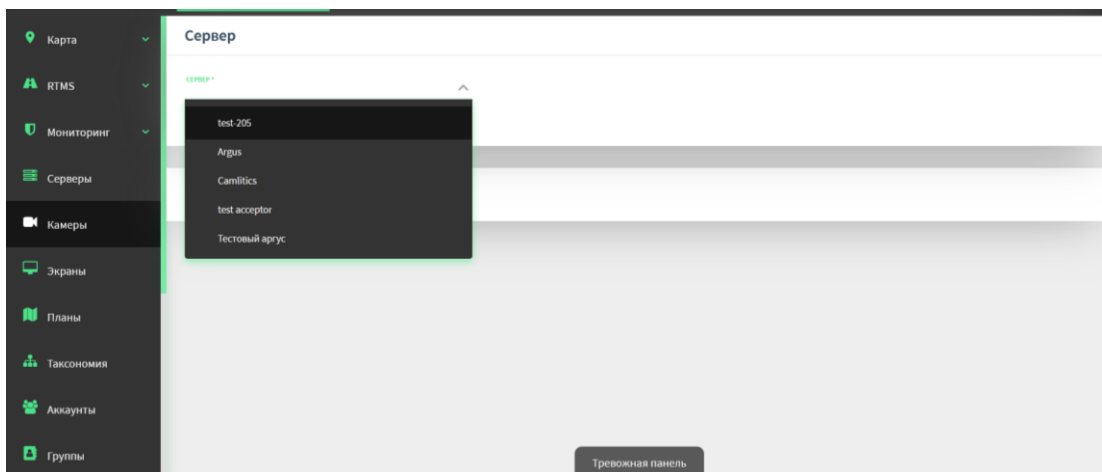 Карта
RTMS
Мониторинг
Серверы
Камеры
Экраны
Планы
Таксономия
Аккаунты
Группы
Сервер
СЕРВЕР *
test-205
Argus
Camlitics
test acceptor
Тестовый аргус
Тревожная панель